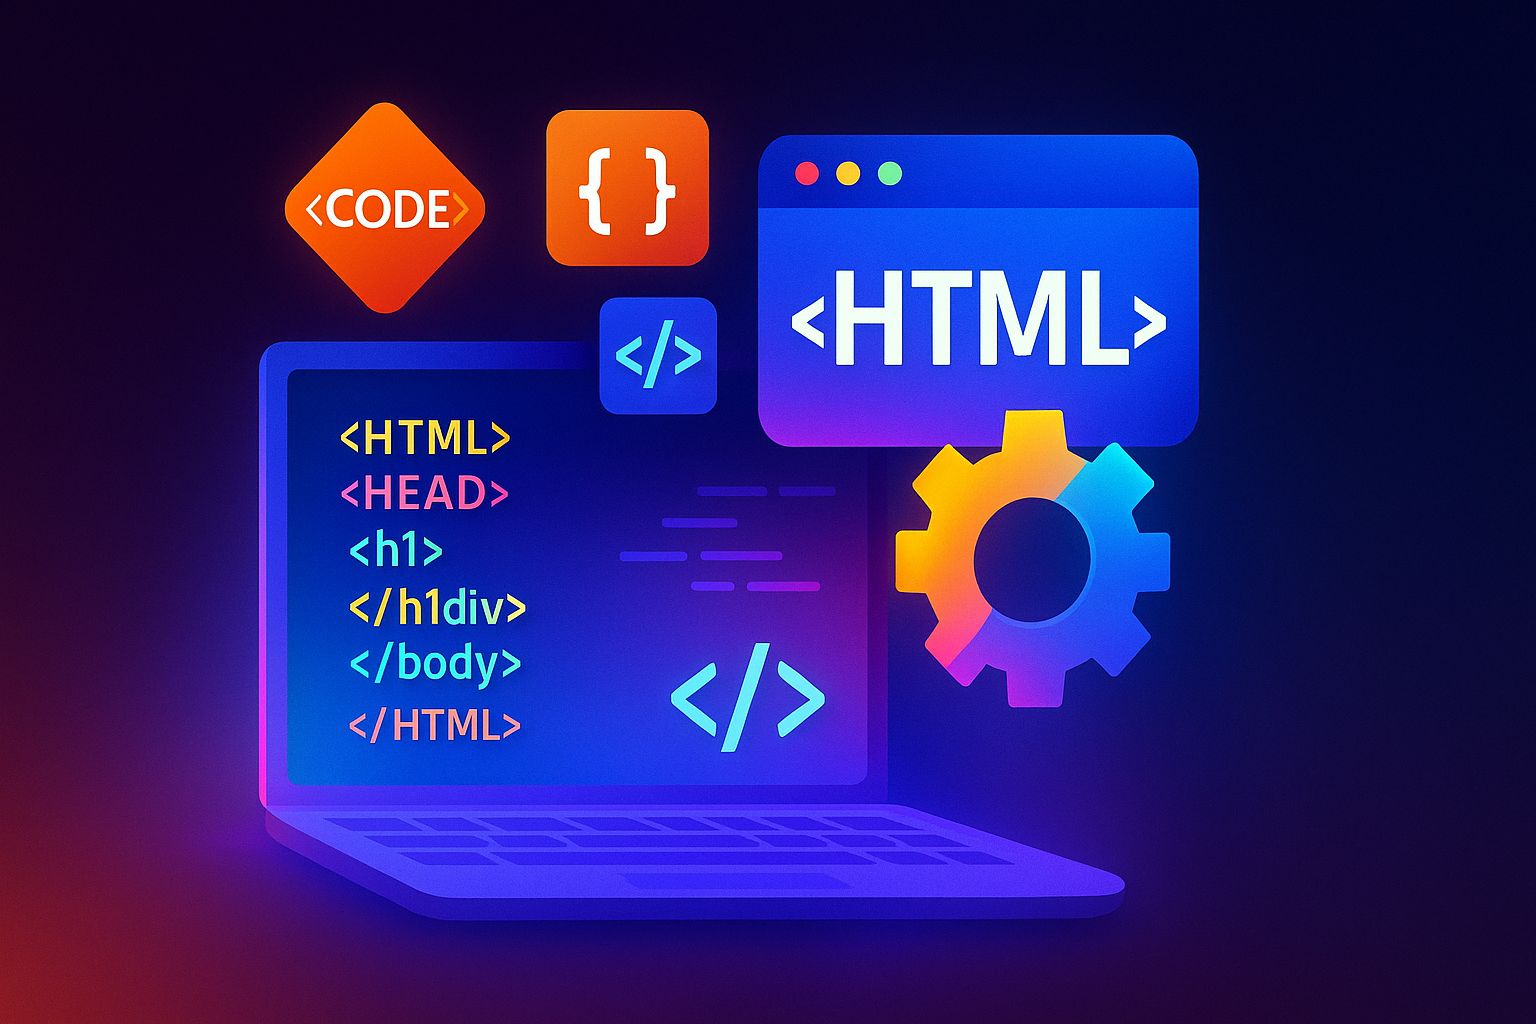 <CODE>
{ }
</>
<HTML>
<HTML>
<HEAD>
<h1>
</h1div>
</body>
</HTML>
</>